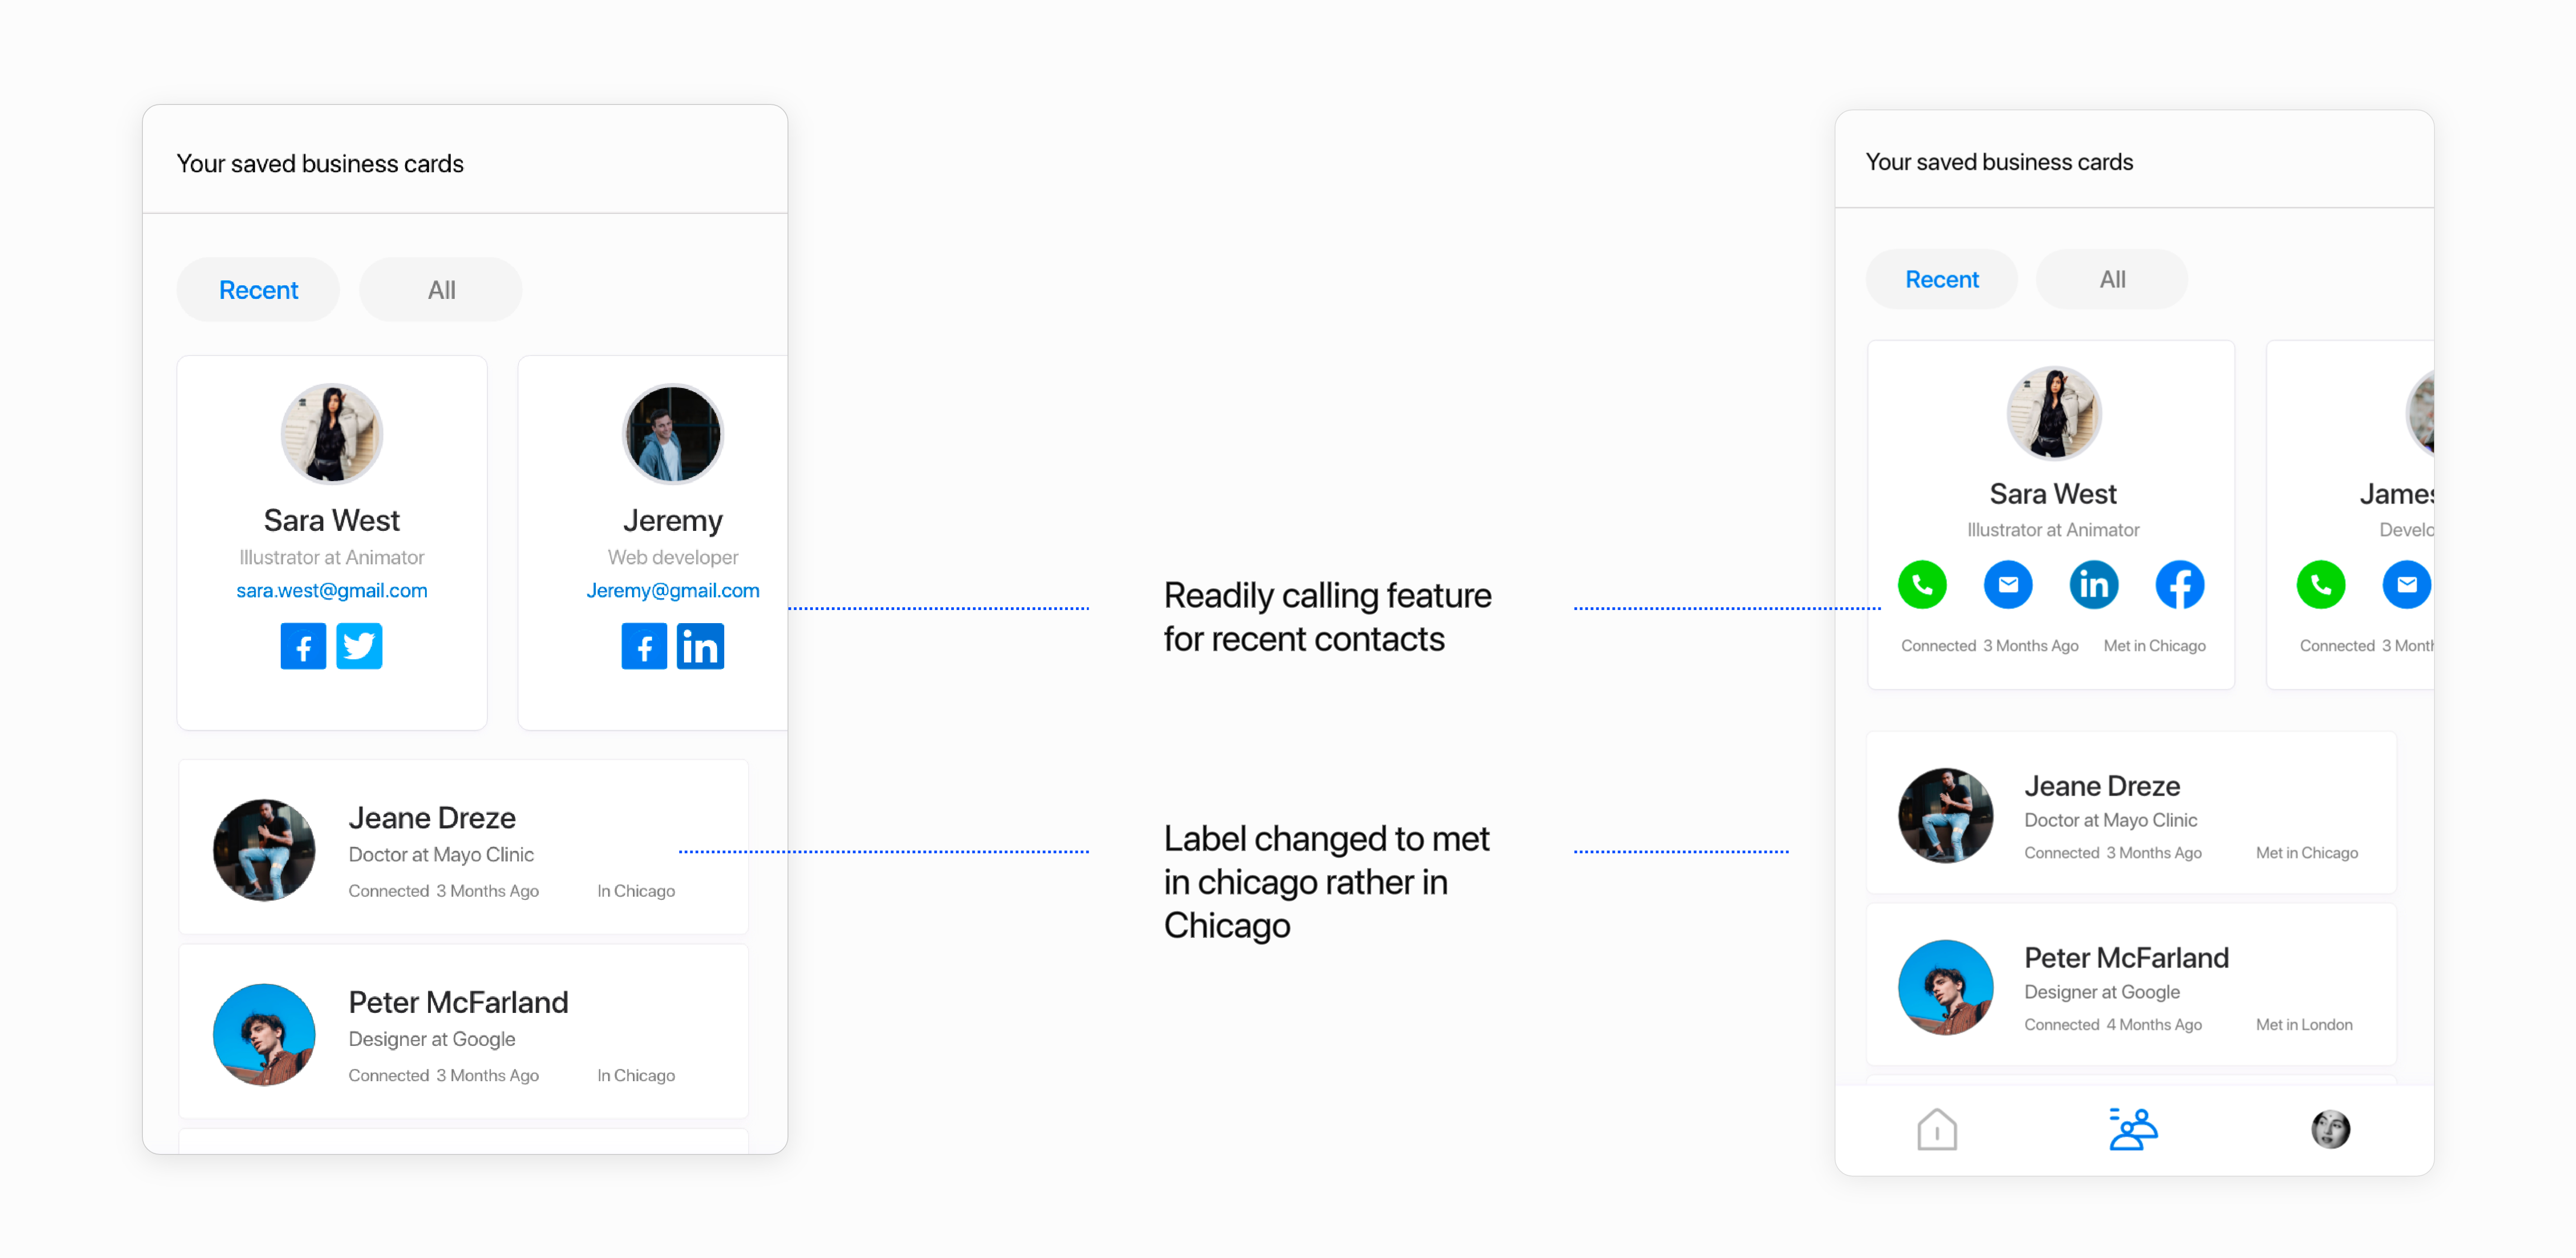 Your saved business cards
Recent
All
Sara West
Illustrator at Animator
sara.west@gmail.com
Jeremy
Web developer
Jeremy@gmail.com
Jeane Dreze
Doctor at Mayo Clinic
Connected 3 Months Ago
In Chicago
Peter McFarland
Designer at Google
Connected 3 Months Ago
In Chicago
Readily calling feature
for recent contacts
Label changed to met
in chicago rather in
Chicago
Your saved business cards
Recent
All
Sara West
Illustrator at Animator
in
Connected 3 Months Ago
Met in Chicago
James
Develo
Connected 3 Month
Jeane Dreze
Doctor at Mayo Clinic
Connected 3 Months Ago
Met in Chicago
Peter McFarland
Designer at Google
Connected 4 Months Ago
Met in London